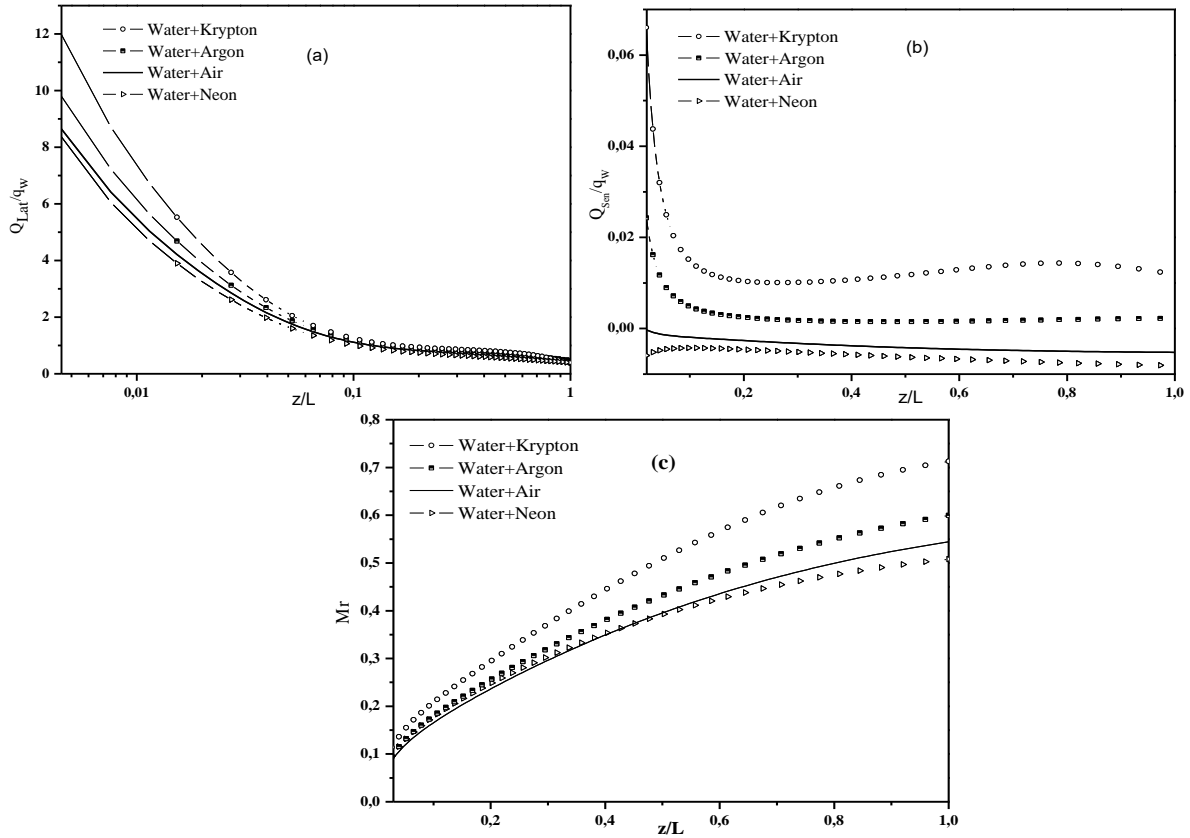 12
10
8
6
4
2
0
Q_Lat/q_w
Water+Krypton
Water+Argon
Water+Air
Water+Neon
(a)
0,01
0,1
1
z/L
0,06
0,04
0,02
0,00
Q_Sen/q_w
Water+Krypton
Water+Argon
Water+Air
Water+Neon
(b)
0,2
0,4
0,6
0,8
1,0
z/L
0,8
0,7
0,6
0,5
0,4
0,3
0,2
0,1
0,0
Mr
Water+Krypton
Water+Argon
Water+Air
Water+Neon
(c)
0,2
0,4
0,6
0,8
1,0
z/L